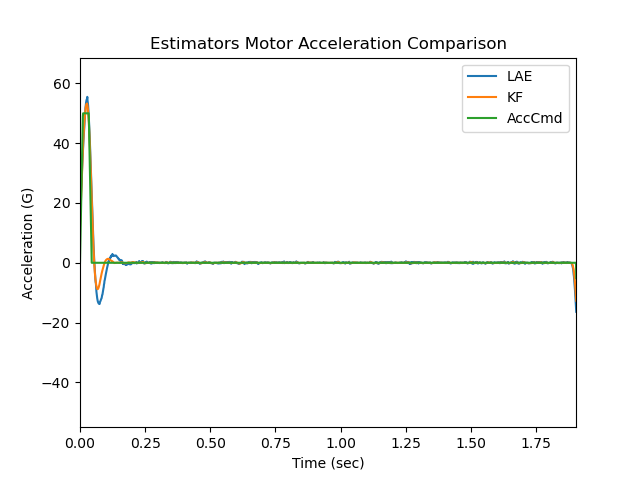 Estimators Motor Acceleration Comparison
LAE
KF
AccCmd
60
40
20
0
−20
−40
Acceleration (G)
0.00 0.25 0.50 0.75 1.00 1.25 1.50 1.75
Time (sec)